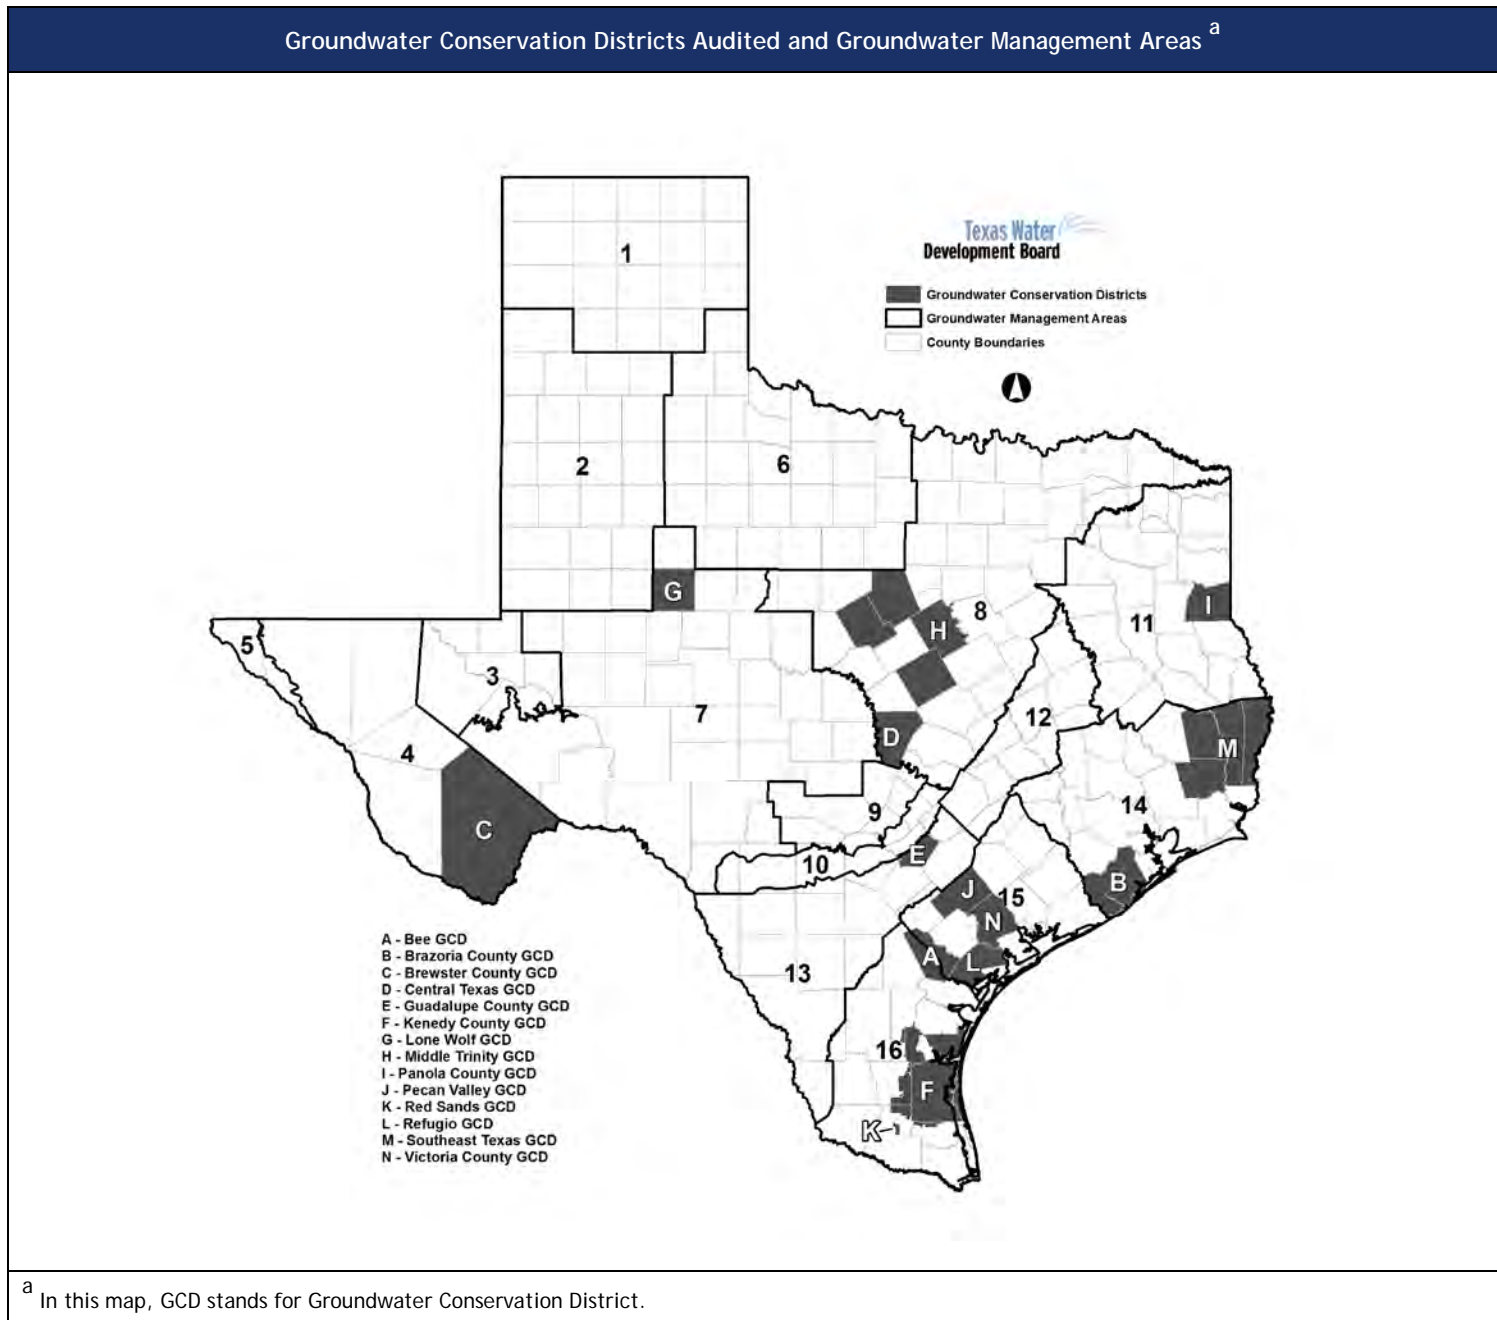 Groundwater Conservation Districts Audited and Groundwater Management Areas a
Texas Water
Development Board
Groundwater Conservation Districts
Groundwater Management Areas
County Boundaries
1
2
6
G
8
H
I
11
5
3
7
12
4
D
M
9
14
C
10
E
B
J
15
N
A
L
13
16
F
K
A - Bee GCD
B - Brazoria County GCD
C - Brewster County GCD
D - Central Texas GCD
E - Guadalupe County GCD
F - Kenedy County GCD
G - Lone Wolf GCD
H - Middle Trinity GCD
I - Panola County GCD
J - Pecan Valley GCD
K - Red Sands GCD
L - Refugio GCD
M - Southeast Texas GCD
N - Victoria County GCD
a In this map, GCD stands for Groundwater Conservation District.